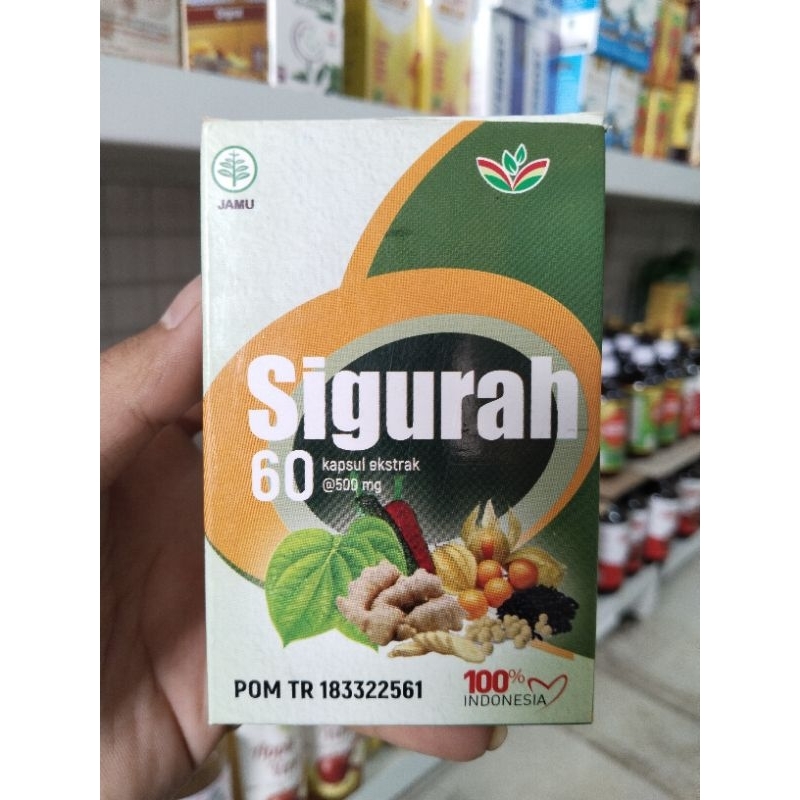 JAMU
Sigurah
60
kapsul ekstrak
@500 mg
POM TR 183322561
100%
INDONESIA